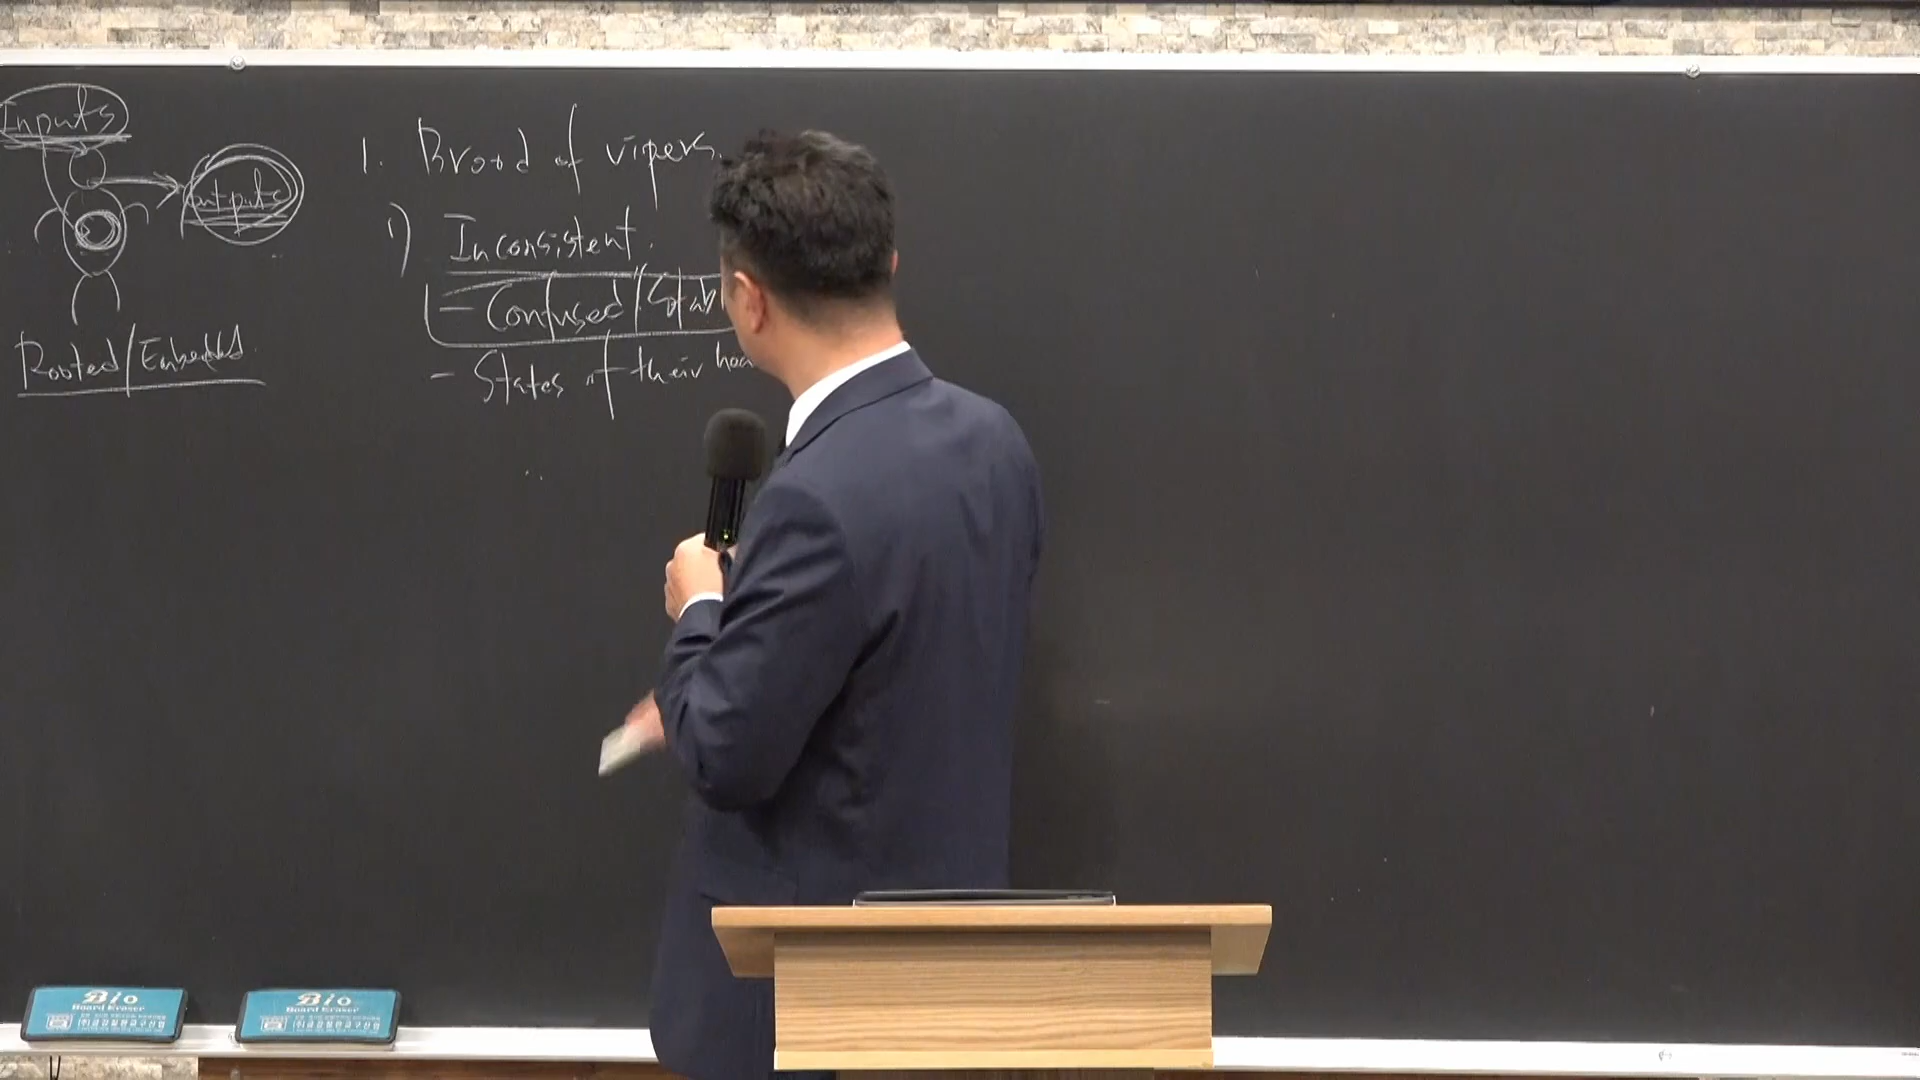 Inputs
outputs
Rooted/Embedded
1. Brood of vipers.
1) Inconsistent.
- Confused/Stab
- States of their hea
Bio
Board Eraser
Bio
Board Eraser